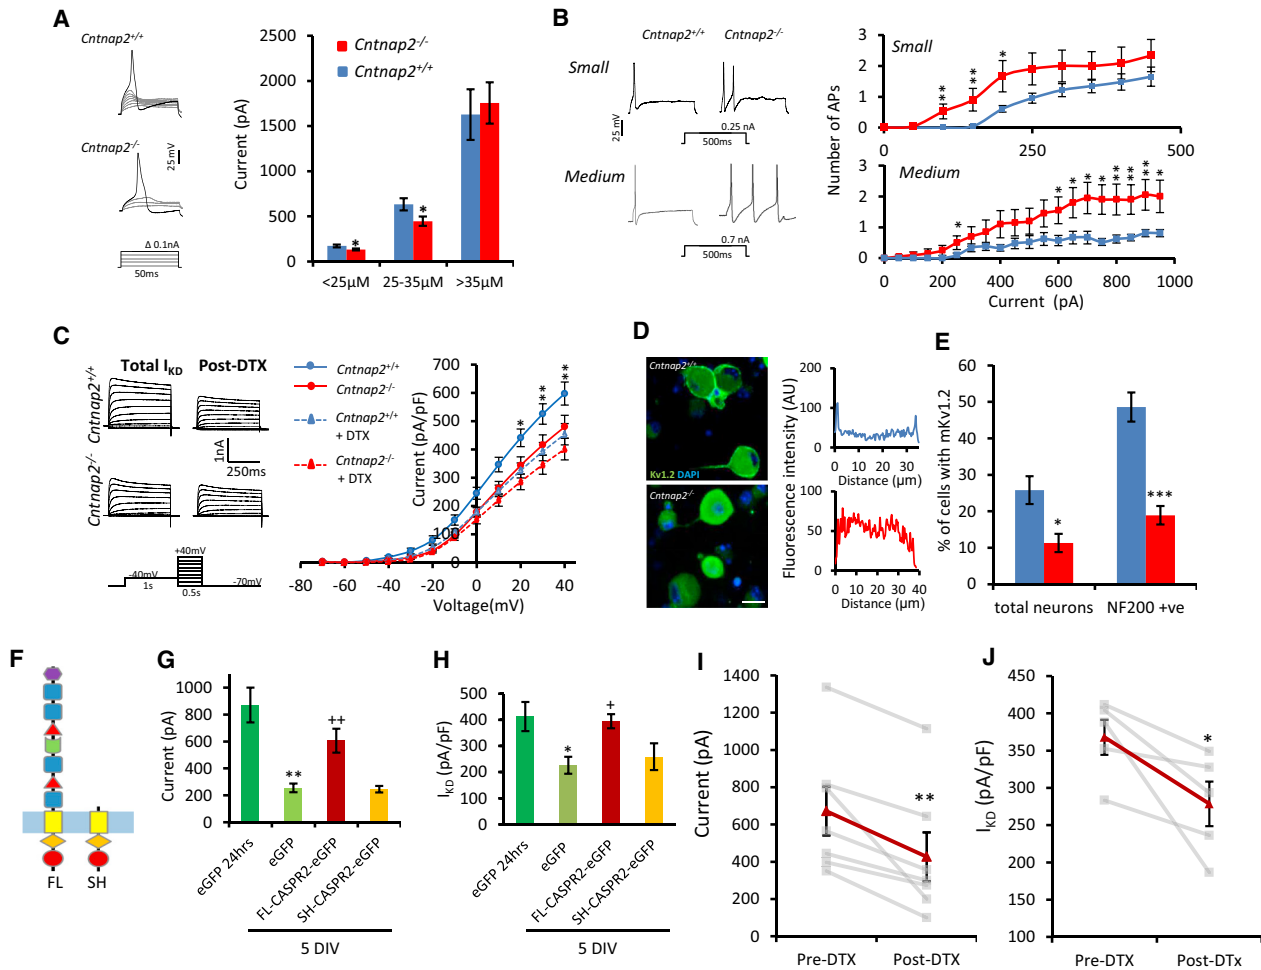 A
Cntnap2+/+
Cntnap2-/-
25 mV
Δ 0.1nA
50ms
Current (pA)
2500
2000
1500
1000
500
0
Cntnap2-/-
Cntnap2+/+
*
*
<25µM
25-35µM
>35µM
B
Cntnap2+/+
Cntnap2-/-
Small
25 mV
0.25 nA
500ms
Medium
0.7 nA
500ms
Number of APs
3
2
1
0
Small
**
**
*
0
250
500
3
2
1
0
Medium
*
*
*
*
*
**
**
**
*
0
200
400
600
800
1000
Current (pA)
C
Total IKD
Post-DTX
Cntnap2+/+
Cntnap2-/-
1nA
250ms
+40mV
-40mV
-70mV
1s
0.5s
Cntnap2+/+
Cntnap2-/-
Cntnap2+/+
+ DTX
Cntnap2-/-
+ DTX
Current (pA/pF)
700
600
500
400
300
200
100
0
*
**
**
-80
-60
-40
-20
0
20
40
Voltage(mV)
D
Cntnap2+/+
Kv1.2 DAPI
Cntnap2-/-
Fluorescence intensity (AU)
200
100
0
0
10
20
30
40
Distance (µm)
100
50
0
0
10
20
30
40
Distance (µm)
E
% of cells with mKv1.2
60
50
40
30
20
10
0
*
***
total neurons
NF200 +ve
F
FL
SH
G
Current (pA)
1000
800
600
400
200
0
**
++
eGFP 24hrs
eGFP
FL-CASPR2-eGFP
SH-CASPR2-eGFP
5 DIV
H
IKD (pA/pF)
500
400
300
200
100
0
*
+
eGFP 24hrs
eGFP
FL-CASPR2-eGFP
SH-CASPR2-eGFP
5 DIV
I
Current (pA)
1400
1200
1000
800
600
400
200
0
**
Pre-DTX
Post-DTX
J
IKD (pA/pF)
450
400
350
300
250
200
150
100
*
Pre-DTX
Post-DTx